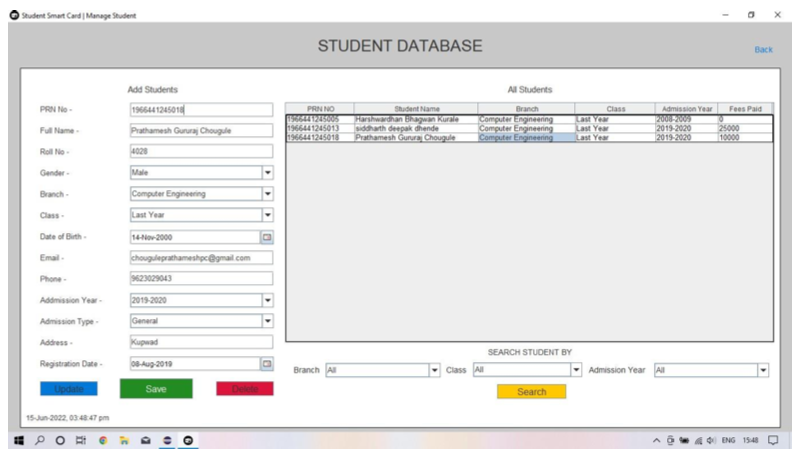 Student Smart Card | Manage Student
STUDENT DATABASE
Back
Add Students
All Students
PRN No - 1966441245018
Full Name - Prathamesh Gururaj Chougule
Roll No - 4028
Gender - Male
Branch - Computer Engineering
Class - Last Year
Date of Birth - 14-Nov-2000
Email - chouguleprathameshpc@gmail.com
Phone - 9623029043
Addmission Year - 2019-2020
Admission Type - General
Address - Kupwad
Registration Date - 08-Aug-2019
Update Save Delete
PRN NO Student Name Branch Class Admission Year Fees Paid
1966441245005 Harshwardhan Bhagwan Kurale Computer Engineering Last Year 2008-2009 0
1966441245013 siddharth deepak dhende Computer Engineering Last Year 2019-2020 25000
1966441245018 Prathamesh Gururaj Chougule Computer Engineering Last Year 2019-2020 10000
SEARCH STUDENT BY
Branch All Class All Admission Year All
Search
15-Jun-2022, 03:48:47 pm
ENG 15:48